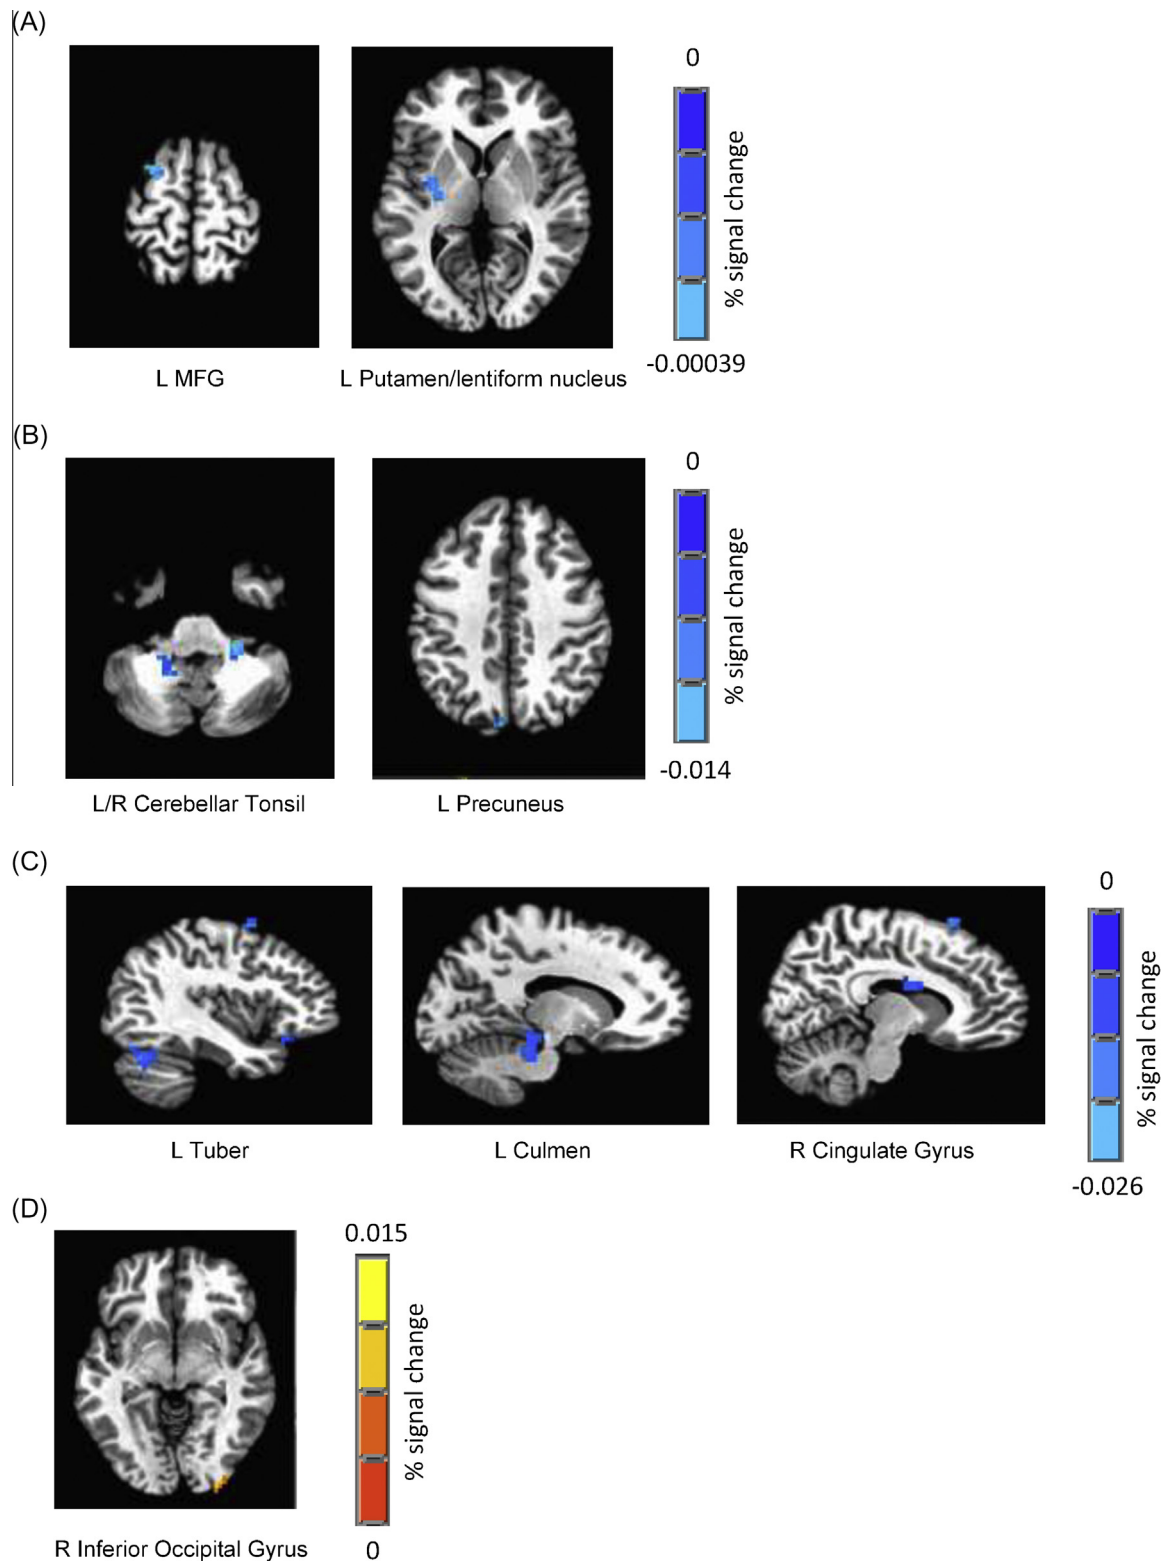 (A)
0
% signal change
-0.00039
L MFG
L Putamen/lentiform nucleus
(B)
0
% signal change
-0.014
L/R Cerebellar Tonsil
L Precuneus
(C)
0
% signal change
-0.026
L Tuber
L Culmen
R Cingulate Gyrus
(D)
0.015
% signal change
0
R Inferior Occipital Gyrus